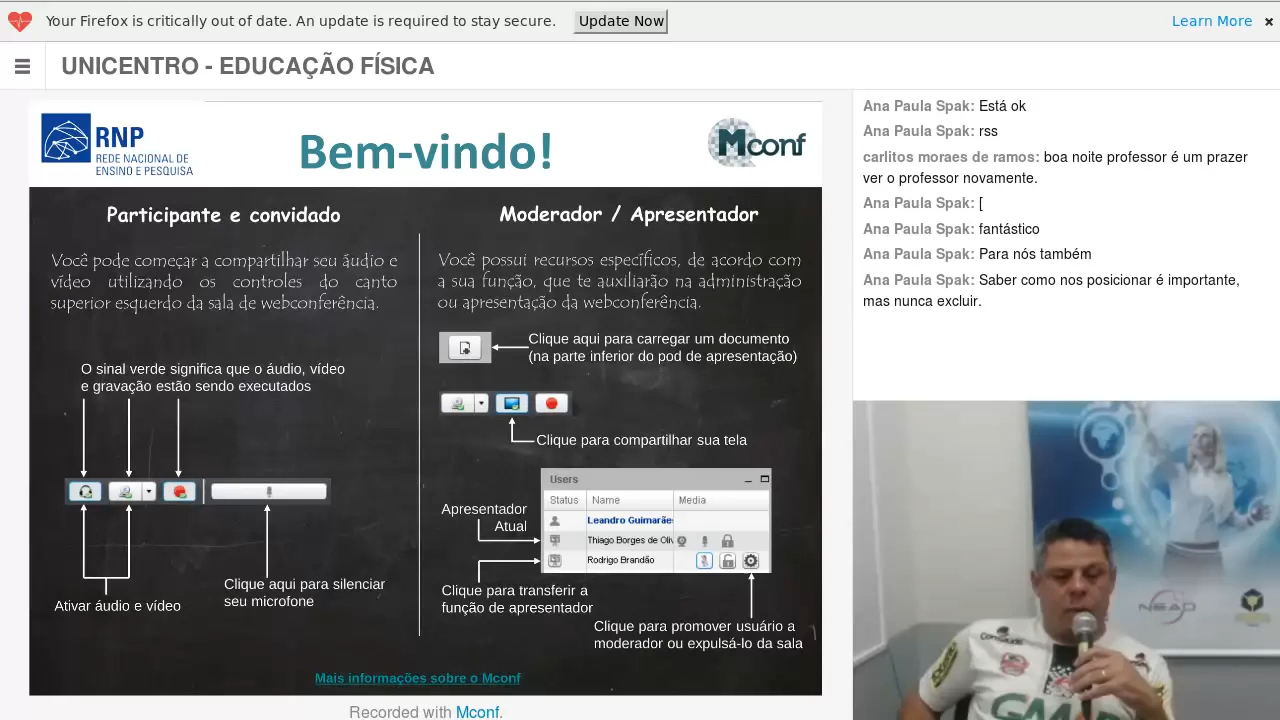 Your Firefox is critically out of date. An update is required to stay secure.
Update Now
Learn More
UNICENTRO - EDUCAÇÃO FÍSICA
RNP
REDE NACIONAL DE
ENSINO E PESQUISA
Bem-vindo!
Mconf
Participante e convidado
Você pode começar a compartilhar seu áudio e
vídeo utilizando os controles do canto
superior esquerdo da sala de webconferência.
O sinal verde significa que o áudio, vídeo
e gravação estão sendo executados
Ativar áudio e vídeo
Clique aqui para silenciar
seu microfone
Moderador / Apresentador
Você possui recursos específicos, de acordo com
a sua função, que te auxiliarão na administração
ou apresentação da webconferência.
Clique aqui para carregar um documento
(na parte inferior do pod de apresentação)
Clique para compartilhar sua tela
Users
Status Name Media
Leandro Guimarães
Thiago Borges de Oliv
Rodrigo Brandão
Apresentador
Atual
Clique para transferir a
função de apresentador
Clique para promover usuário a
moderador ou expulsá-lo da sala
Mais informações sobre o Mconf
Recorded with Mconf.
Ana Paula Spak: Está ok
Ana Paula Spak: rss
carlitos moraes de ramos: boa noite professor é um prazer
ver o professor novamente.
Ana Paula Spak: [
Ana Paula Spak: fantástico
Ana Paula Spak: Para nós também
Ana Paula Spak: Saber como nos posicionar é importante,
mas nunca excluir.
NEAD